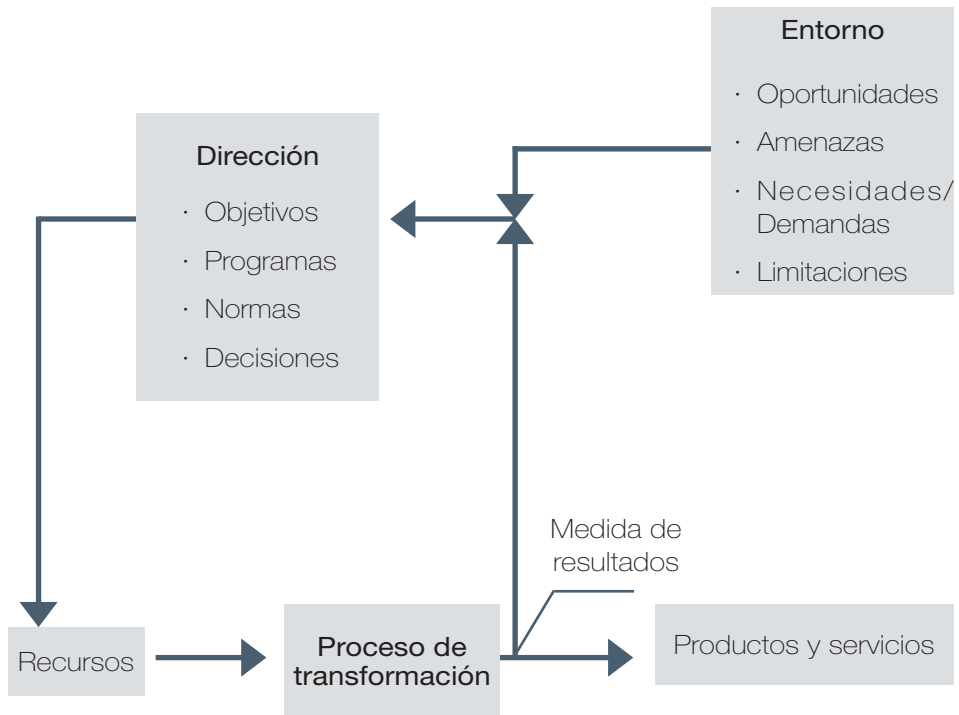 Entorno
· Oportunidades
· Amenazas
· Necesidades/
Demandas
· Limitaciones
Dirección
· Objetivos
· Programas
· Normas
· Decisiones
Medida de
resultados
Recursos
Proceso de
transformación
Productos y servicios